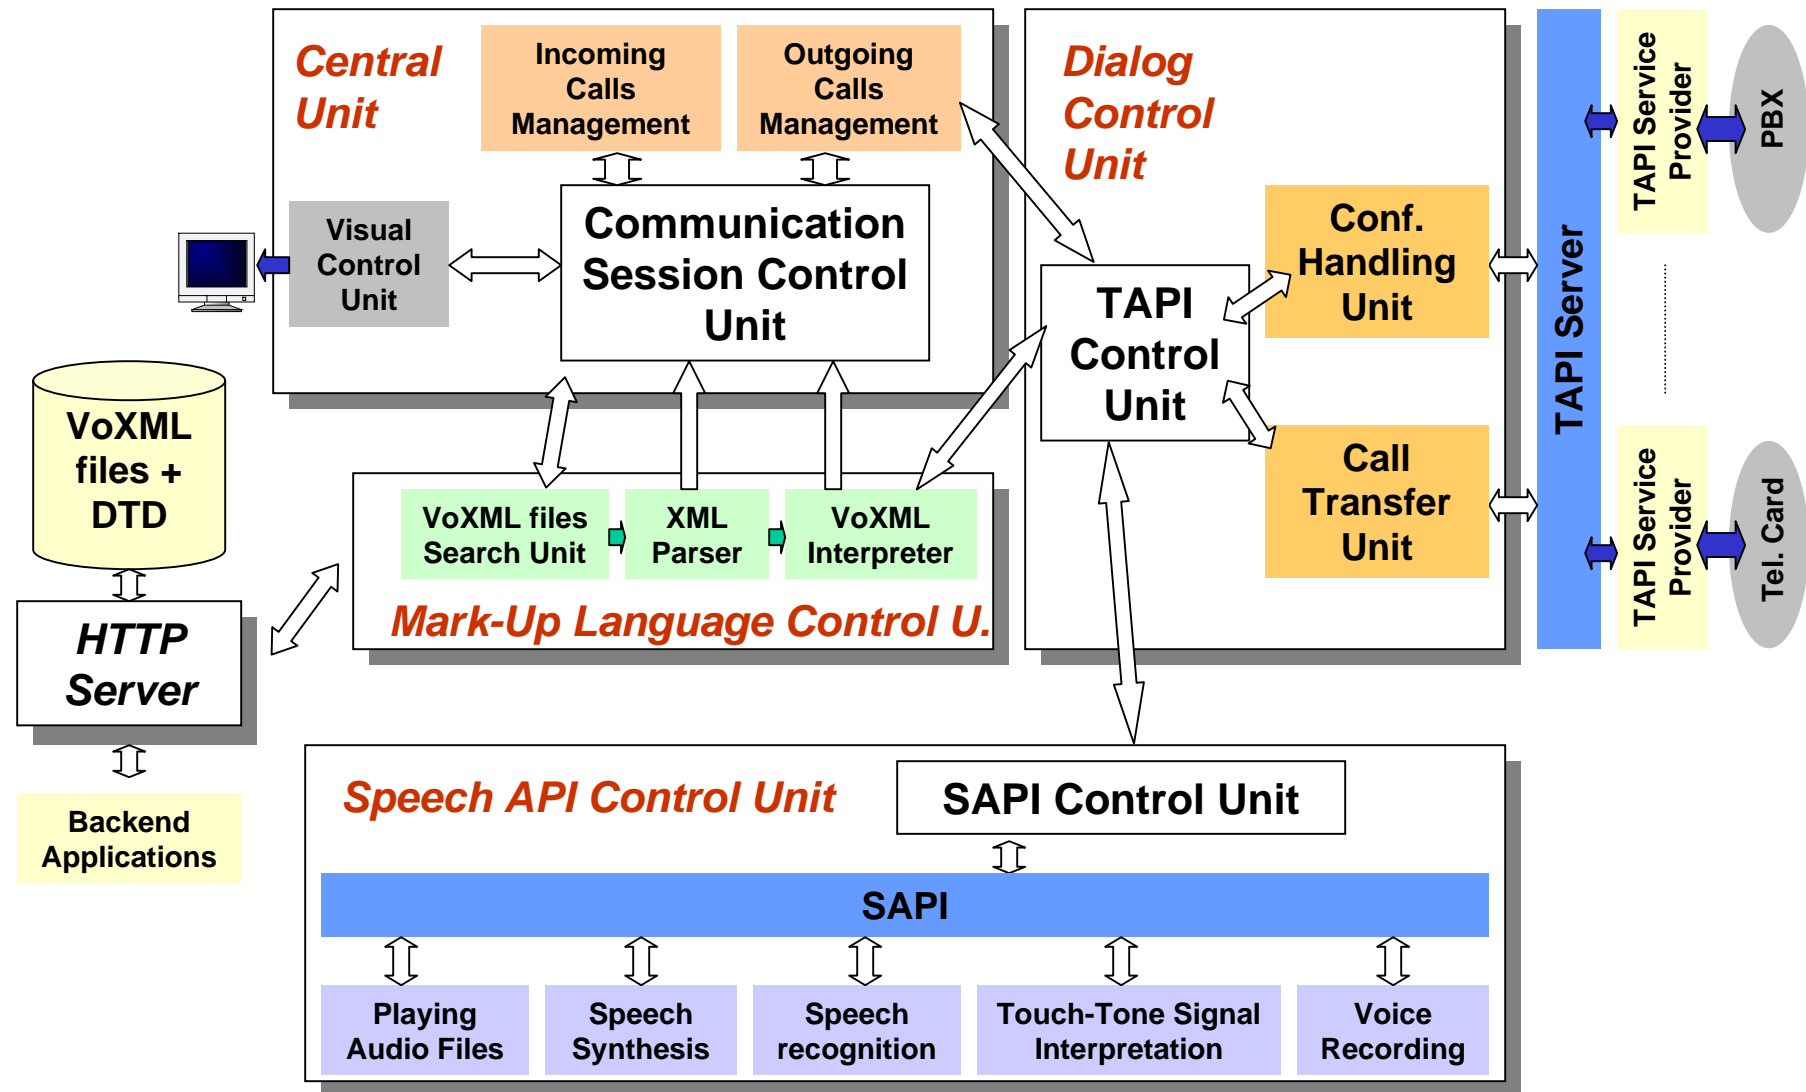 Central
Unit
Incoming
Calls
Management
Outgoing
Calls
Management
Visual
Control
Unit
Communication
Session Control
Unit
Dialog
Control
Unit
TAPI
Control
Unit
Conf.
Handling
Unit
Call
Transfer
Unit
TAPI Server
TAPI Service
Provider
PBX
TAPI Service
Provider
Tel. Card
VoXML
files +
DTD
HTTP
Server
Backend
Applications
VoXML files
Search Unit
XML
Parser
VoXML
Interpreter
Mark-Up Language Control U.
Speech API Control Unit
SAPI Control Unit
SAPI
Playing
Audio Files
Speech
Synthesis
Speech
recognition
Touch-Tone Signal
Interpretation
Voice
Recording